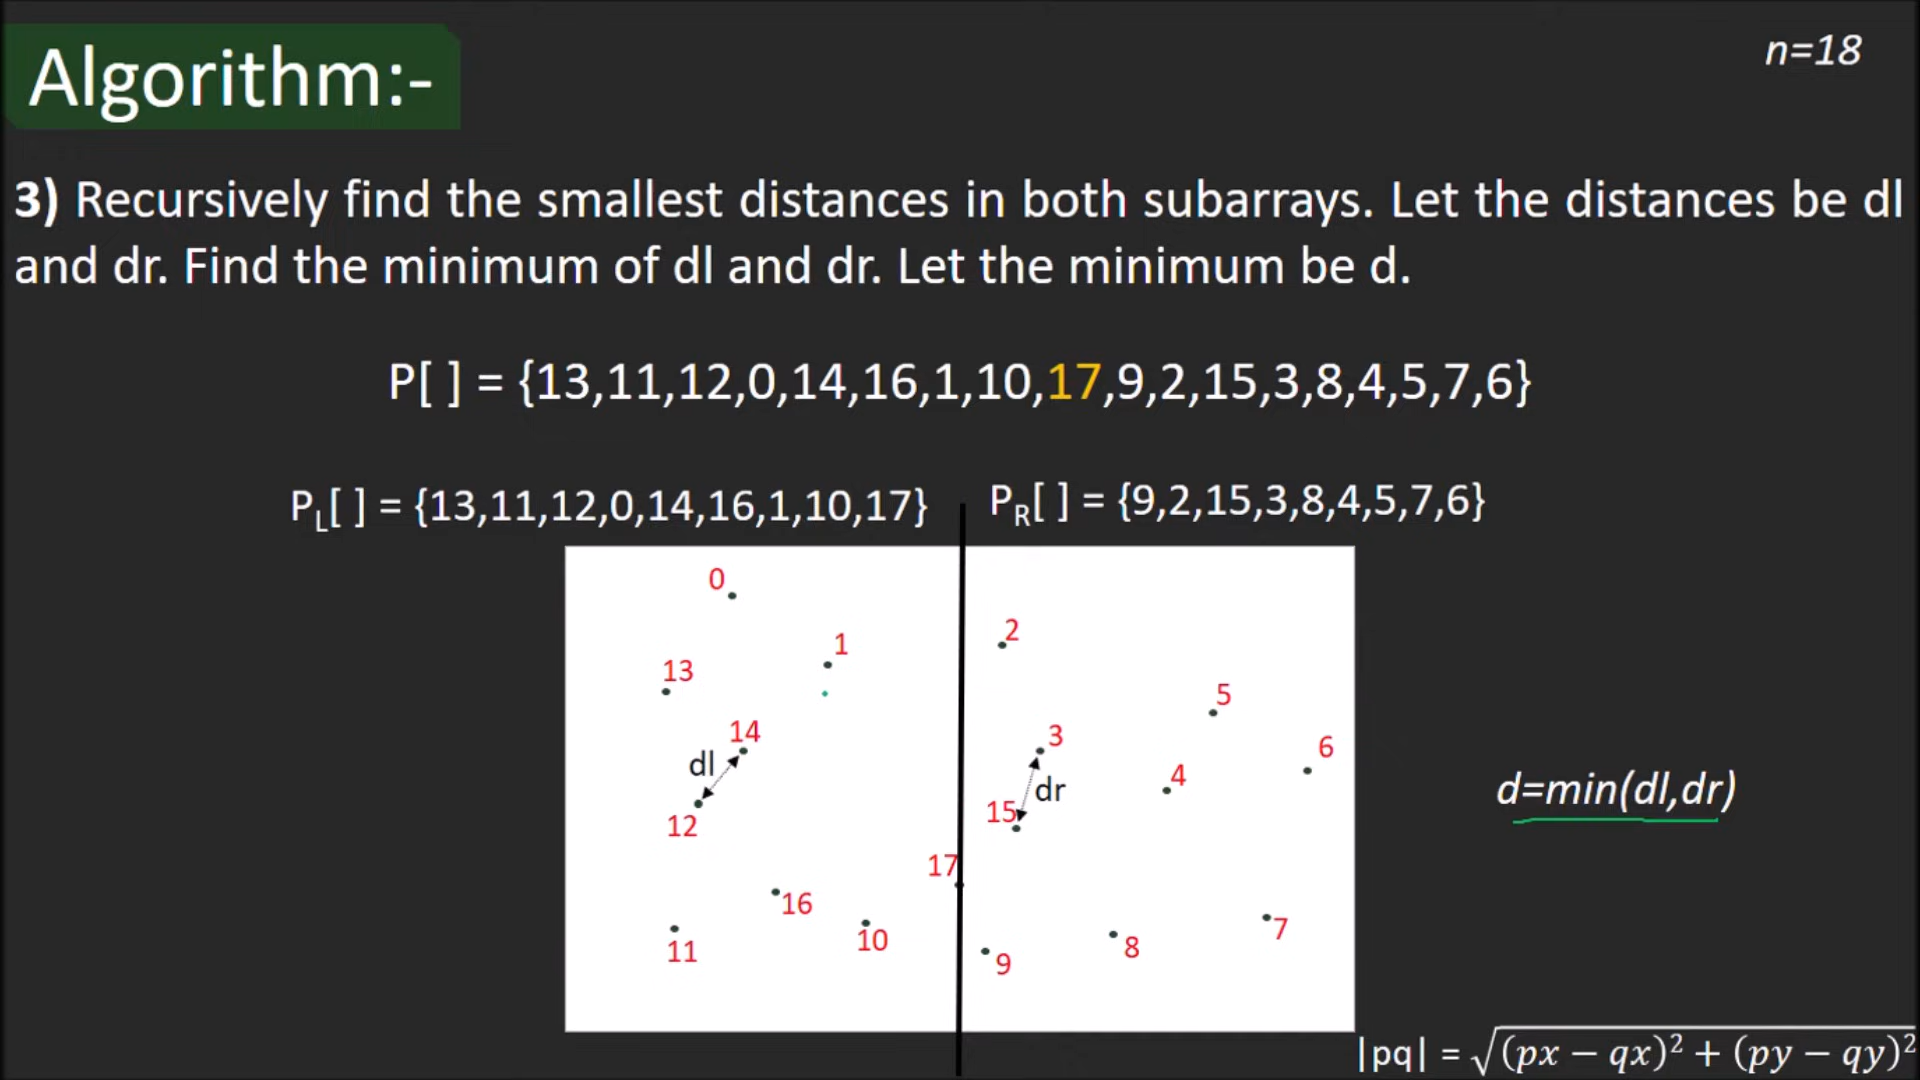 Algorithm:-
n=18
3) Recursively find the smallest distances in both subarrays. Let the distances be dl
and dr. Find the minimum of dl and dr. Let the minimum be d.
P[ ] = {13,11,12,0,14,16,1,10,17,9,2,15,3,8,4,5,7,6}
P_L[ ] = {13,11,12,0,14,16,1,10,17}
P_R[ ] = {9,2,15,3,8,4,5,7,6}
0
1
2
13
5
14
3
6
dl
4
dr
d=min(dl,dr)
15
12
17
16
7
10
8
11
9
|pq| = √(px − qx)² + (py − qy)²